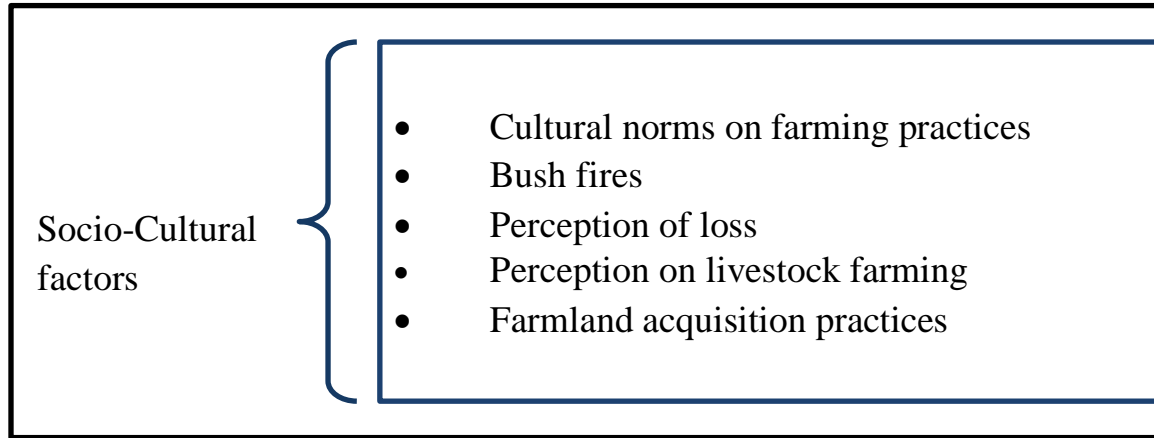 Socio-Cultural
factors
• Cultural norms on farming practices
• Bush fires
• Perception of loss
• Perception on livestock farming
• Farmland acquisition practices